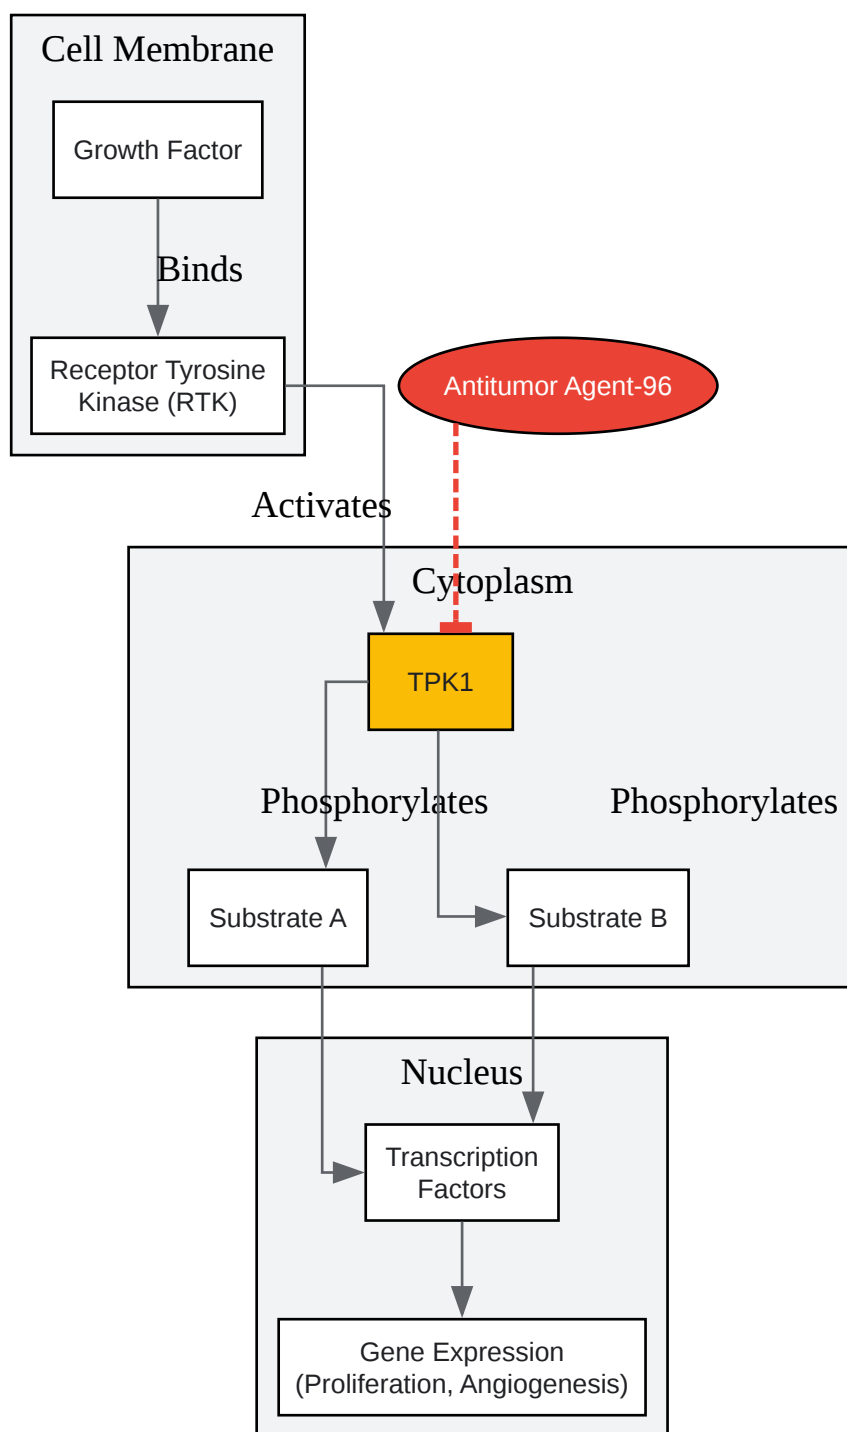 Cell Membrane
Growth Factor
Binds
Receptor Tyrosine
Kinase (RTK)
Antitumor Agent-96
Activates
Cytoplasm
TPK1
Phosphorylates
Phosphorylates
Substrate A
Substrate B
Nucleus
Transcription
Factors
Gene Expression
(Proliferation, Angiogenesis)